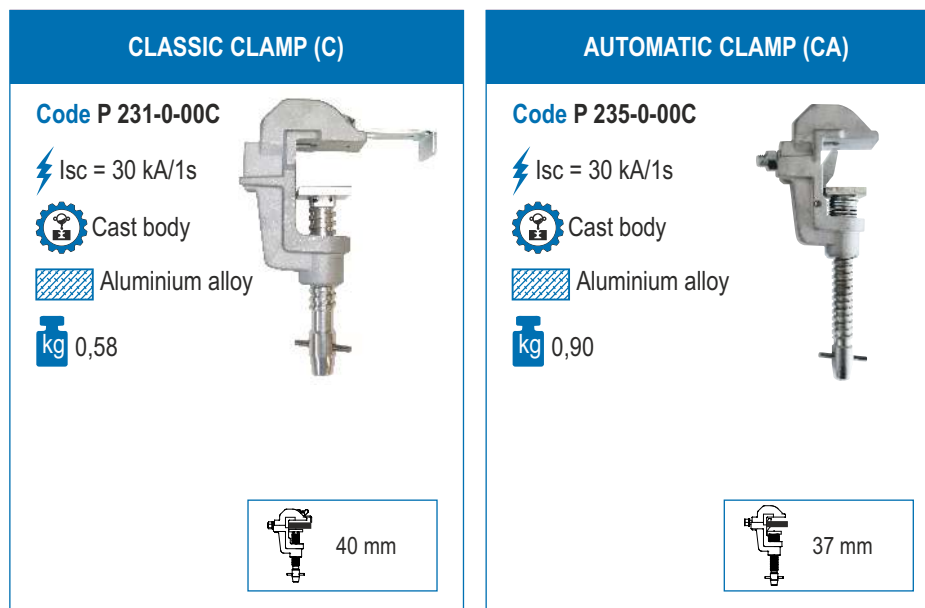 CLASSIC CLAMP (C)
Code P 231-0-00C
Isc = 30 kA/1s
Cast body
Aluminium alloy
kg 0,58
40 mm
AUTOMATIC CLAMP (CA)
Code P 235-0-00C
Isc = 30 kA/1s
Cast body
Aluminium alloy
kg 0,90
37 mm